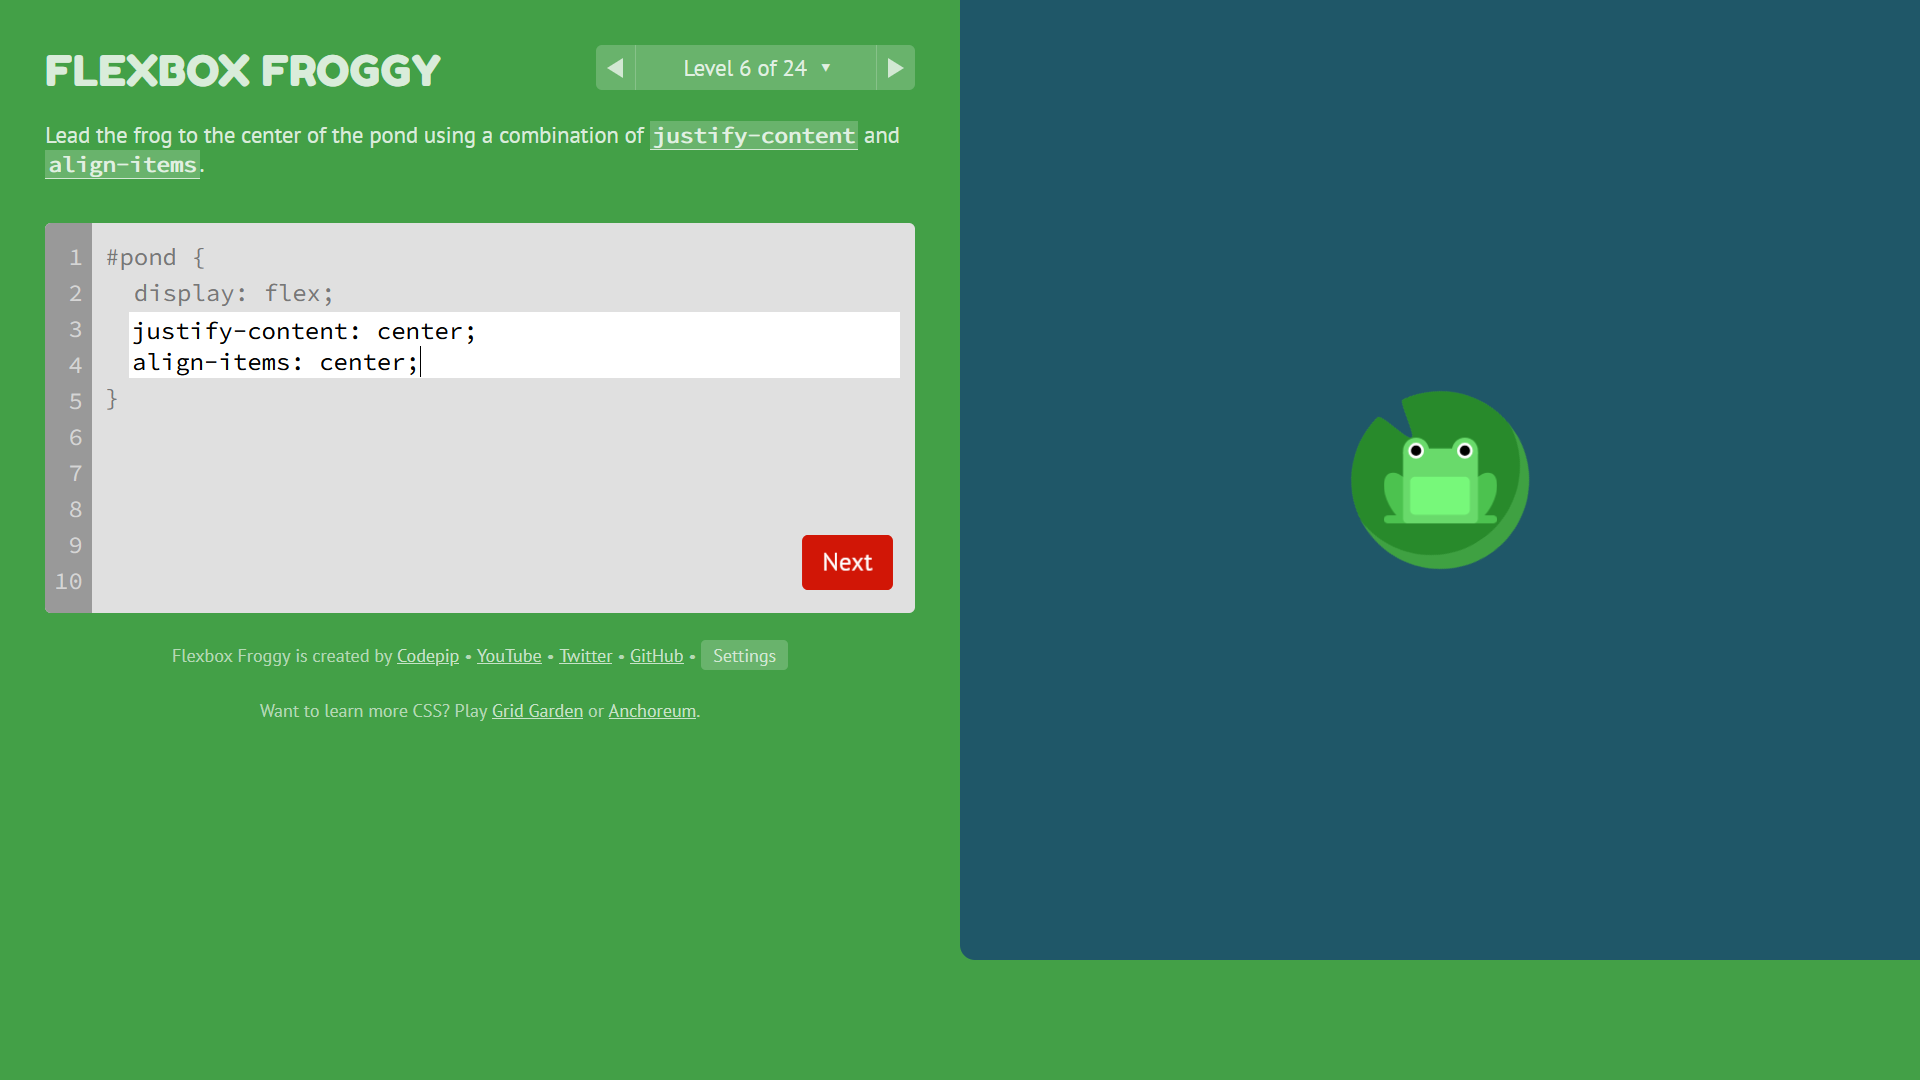 FLEXBOX FROGGY
Level 6 of 24 ▼
Lead the frog to the center of the pond using a combination of justify-content and
align-items.
1 #pond {
2   display: flex;
3   justify-content: center;
4   align-items: center;
5 }
6
7
8
9
10
Next
Flexbox Froggy is created by Codepip • YouTube • Twitter • GitHub • Settings
Want to learn more CSS? Play Grid Garden or Anchoreum.